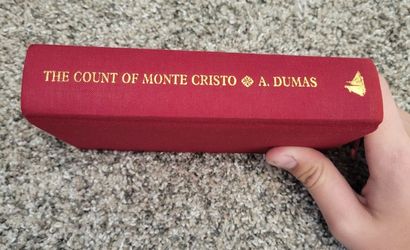 THE COUNT OF MONTE CRISTO ❖ A. DUMAS